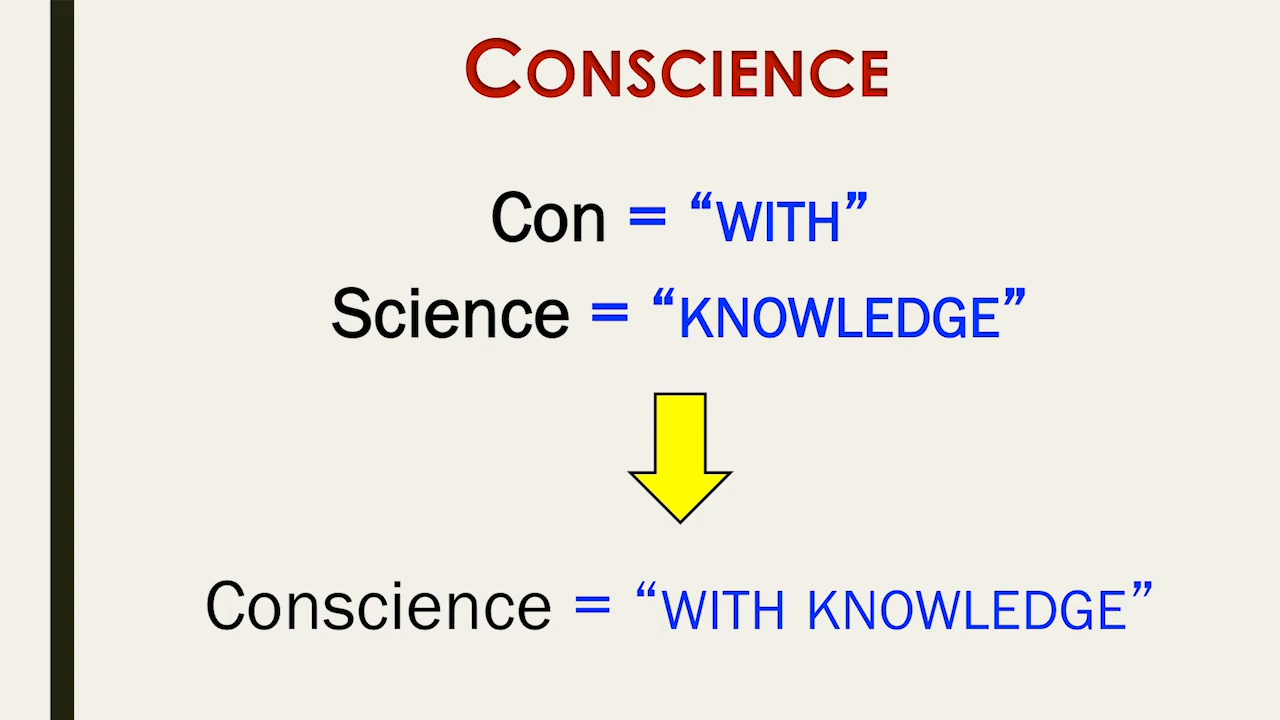 CONSCIENCE
Con = “WITH”
Science = “KNOWLEDGE”
Conscience = “WITH KNOWLEDGE”